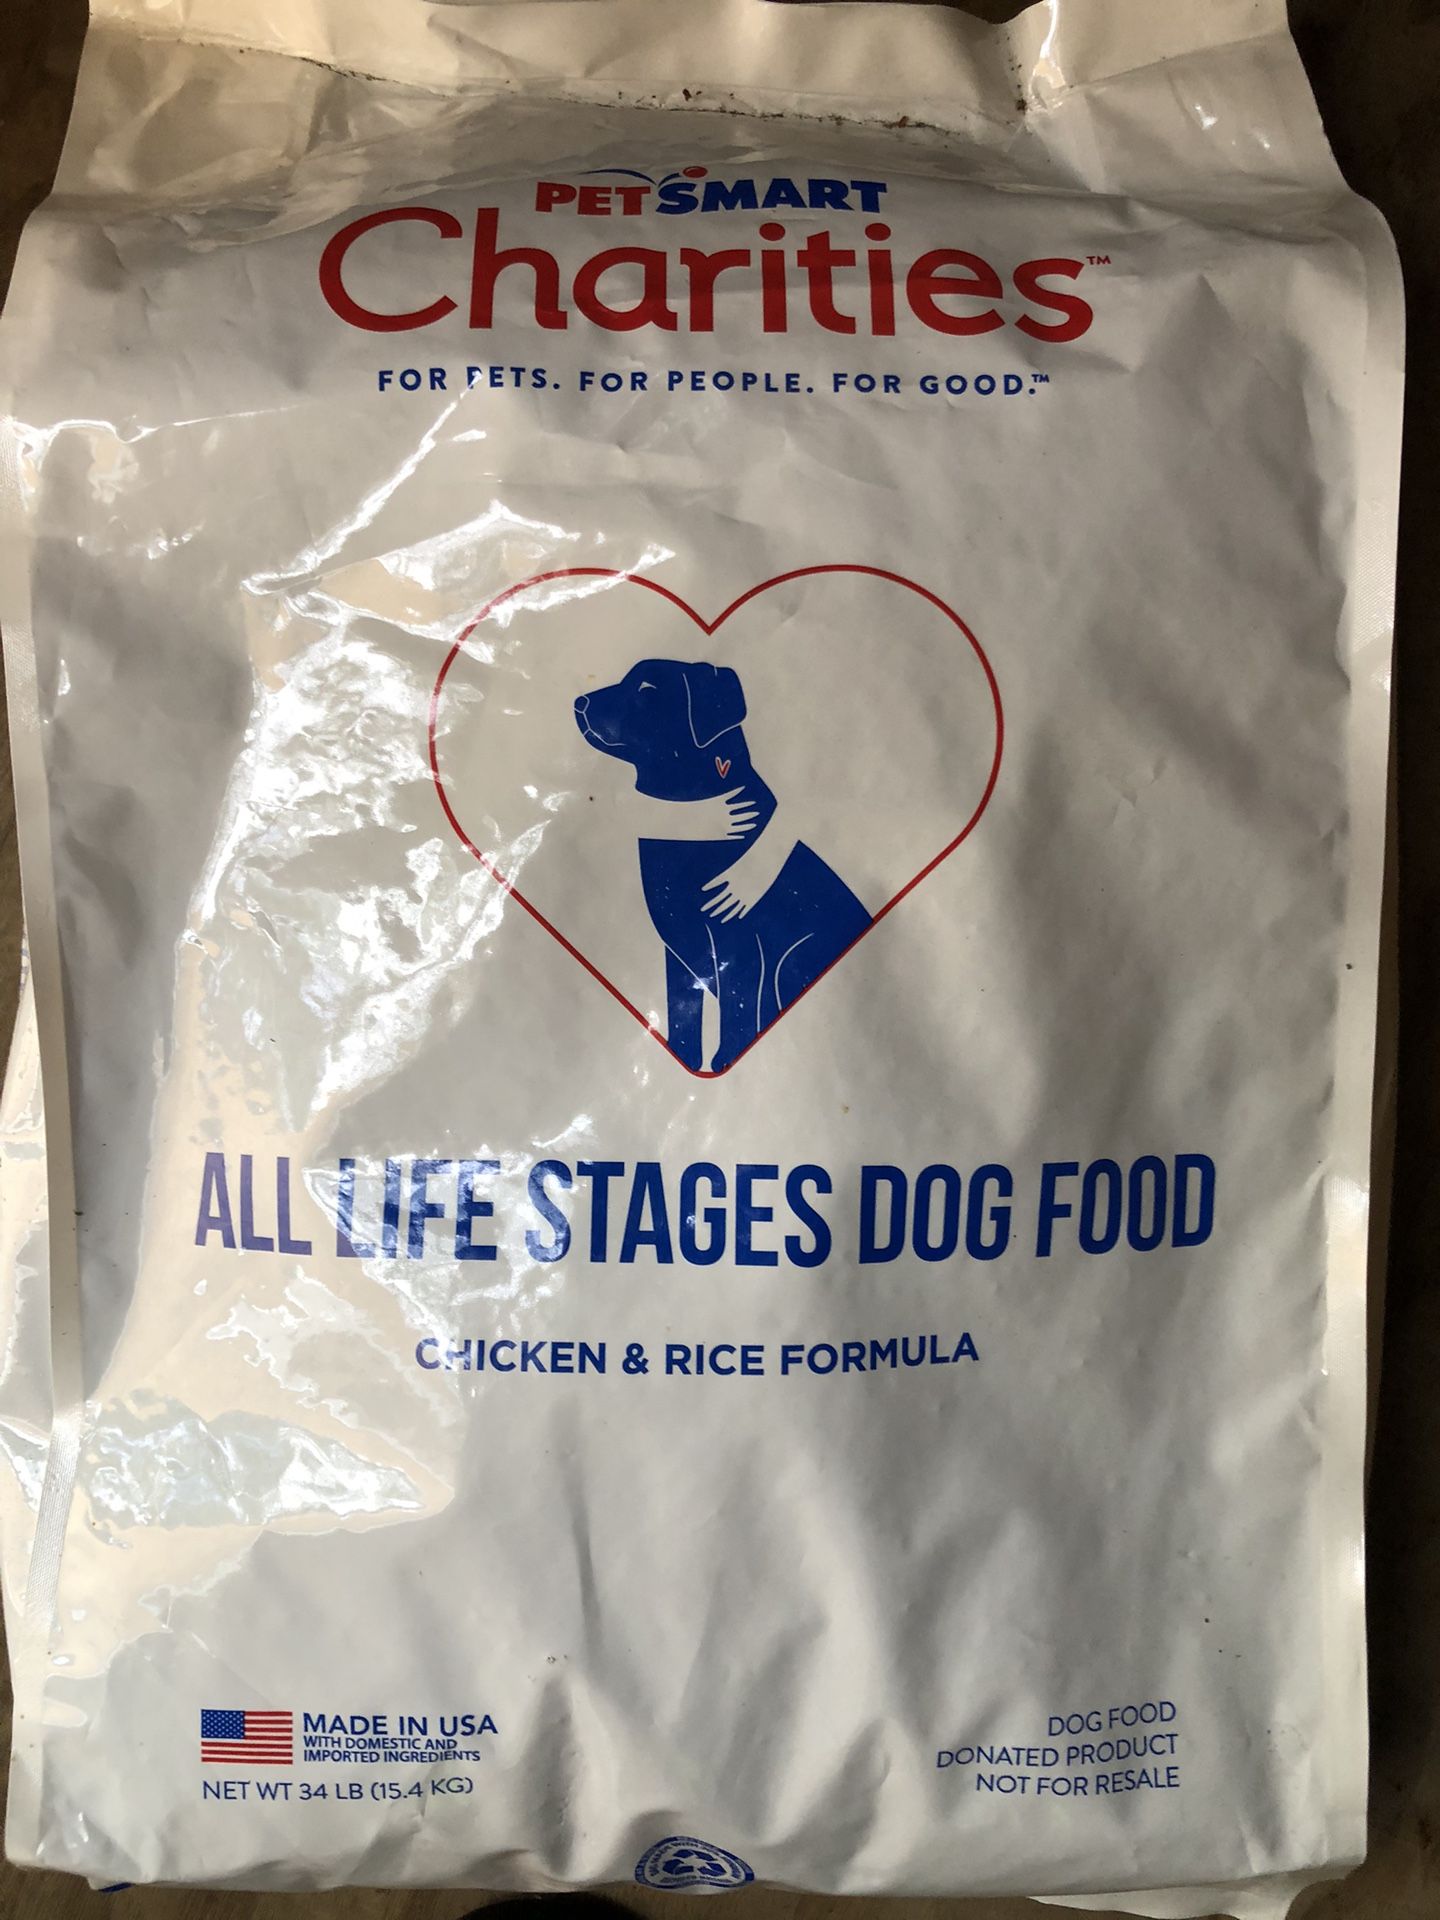 PETSMART
Charities™
FOR PETS. FOR PEOPLE. FOR GOOD.™
ALL LIFE STAGES DOG FOOD
CHICKEN & RICE FORMULA
MADE IN USA
WITH DOMESTIC AND
IMPORTED INGREDIENTS
NET WT 34 LB (15.4 KG)
DOG FOOD
DONATED PRODUCT
NOT FOR RESALE